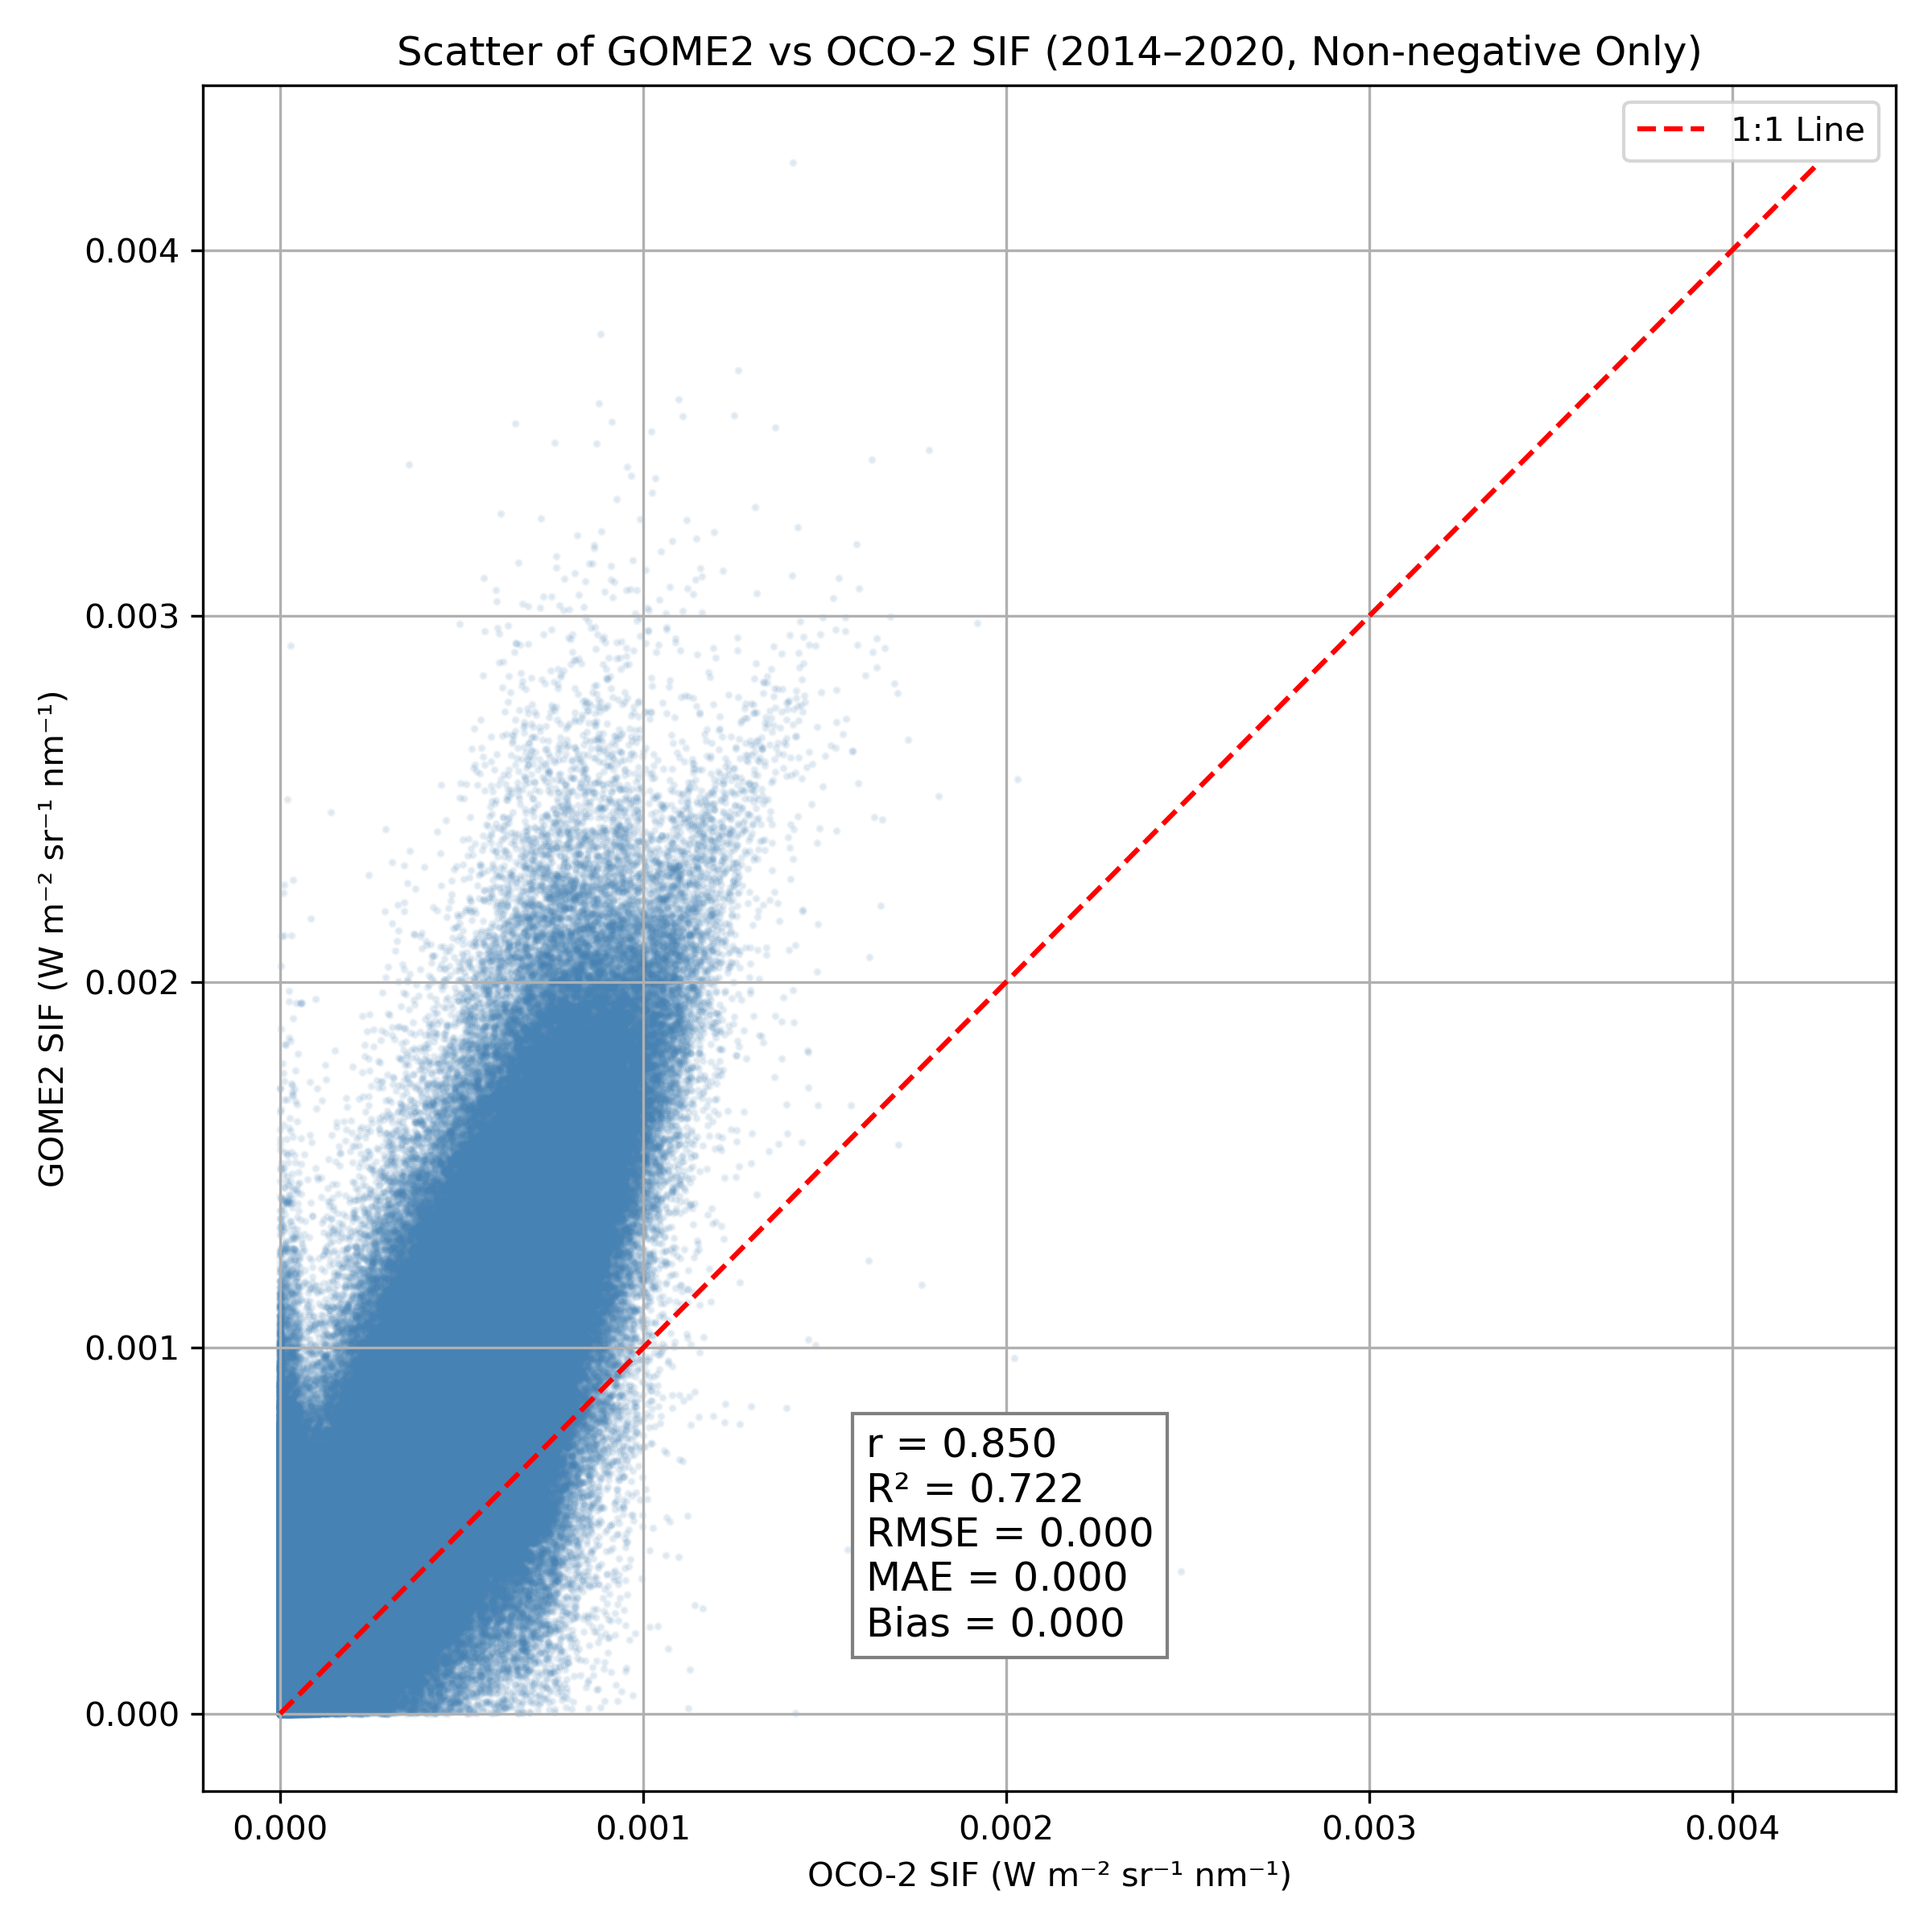 Scatter of GOME2 vs OCO-2 SIF (2014–2020, Non-negative Only)
1:1 Line
0.004
0.003
0.002
0.001
0.000
GOME2 SIF (W m⁻² sr⁻¹ nm⁻¹)
r = 0.850
R² = 0.722
RMSE = 0.000
MAE = 0.000
Bias = 0.000
0.000 0.001 0.002 0.003 0.004
OCO-2 SIF (W m⁻² sr⁻¹ nm⁻¹)